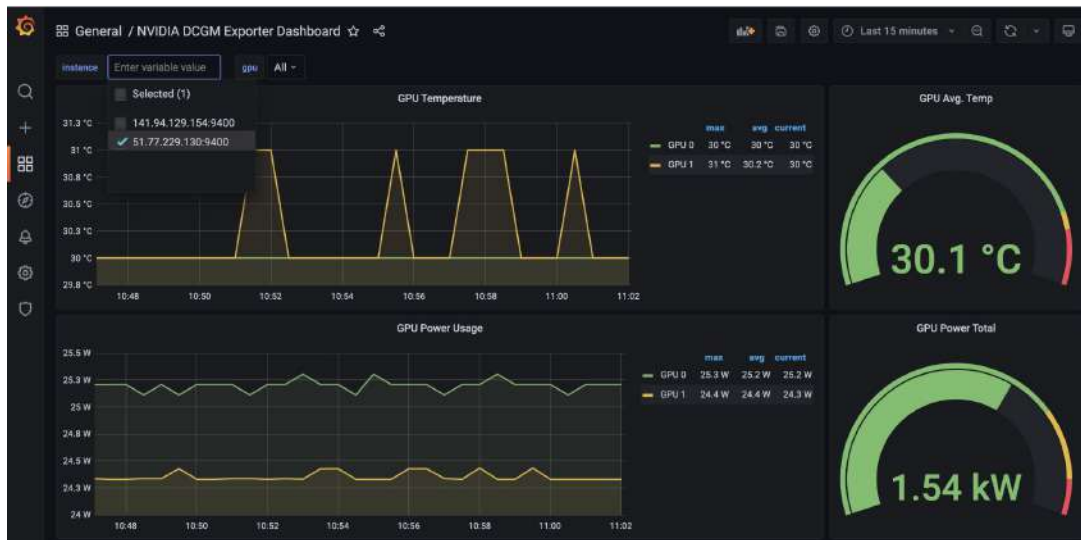 General / NVIDIA DCGM Exporter Dashboard
Last 15 minutes
instance Enter variable value gpu All
Selected (1)
141.94.129.154:9400
51.77.229.130:9400
GPU Temperature
31.3 °C
31 °C
30.8 °C
30.5 °C
30.3 °C
30 °C
29.8 °C
10:48 10:50 10:52 10:54 10:56 10:58 11:00 11:02
max avg current
GPU 0 30 °C 30 °C 30 °C
GPU 1 31 °C 30.2 °C 30 °C
GPU Avg. Temp
30.1 °C
GPU Power Usage
25.5 W
25.3 W
25 W
24.8 W
24.5 W
24.3 W
24 W
10:48 10:50 10:52 10:54 10:56 10:58 11:00 11:02
max avg current
GPU 0 25.3 W 25.2 W 25.2 W
GPU 1 24.4 W 24.4 W 24.3 W
GPU Power Total
1.54 kW